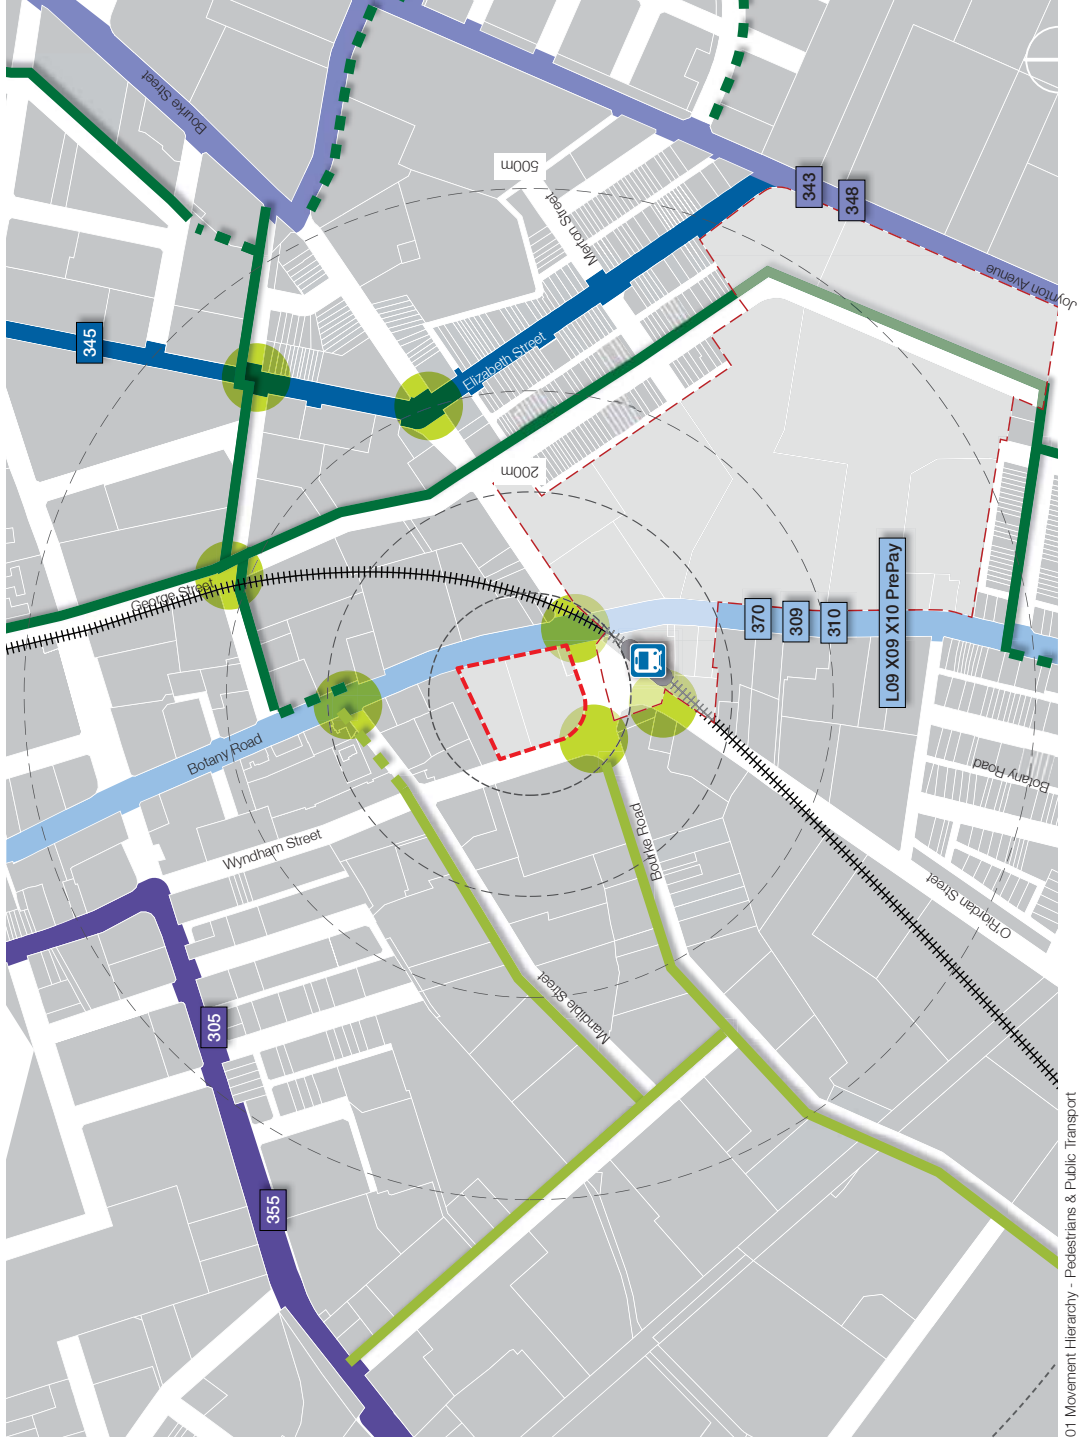 Bourke Street
500m
Merton Street
343
348
Joynton Avenue
345
Elizabeth Street
200m
George Street
370
309
310
L09 X09 X10 PrePay
Botany Road
Botany Road
Wyndham Street
Bourke Road
O'Riordan Street
Mandible Street
305
355
01 Movement Hierarchy - Pedestrians & Public Transport